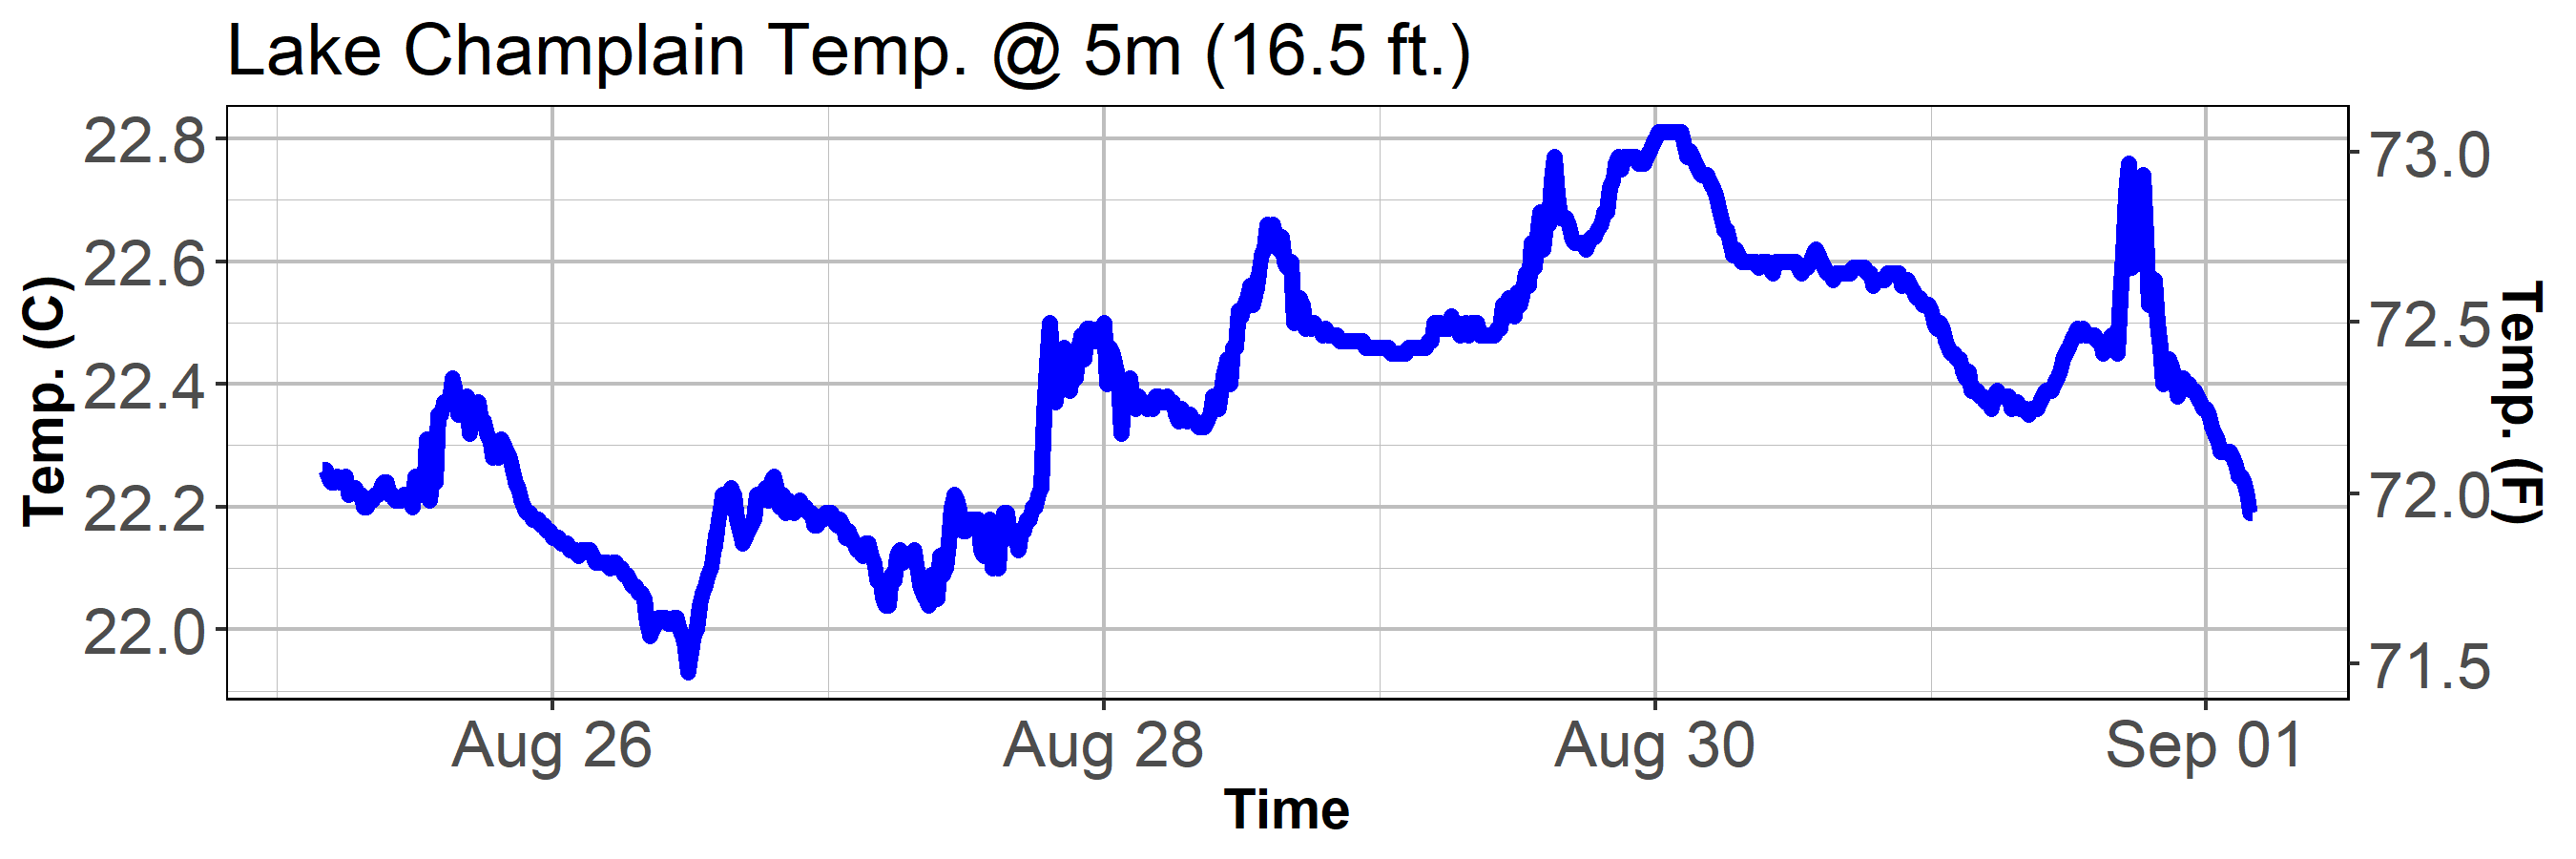 Lake Champlain Temp. @ 5m (16.5 ft.)
22.8
22.6
22.4
22.2
22.0
Temp. (C)
73.0
72.5
72.0
71.5
Temp. (F)
Aug 26
Aug 28
Aug 30
Sep 01
Time